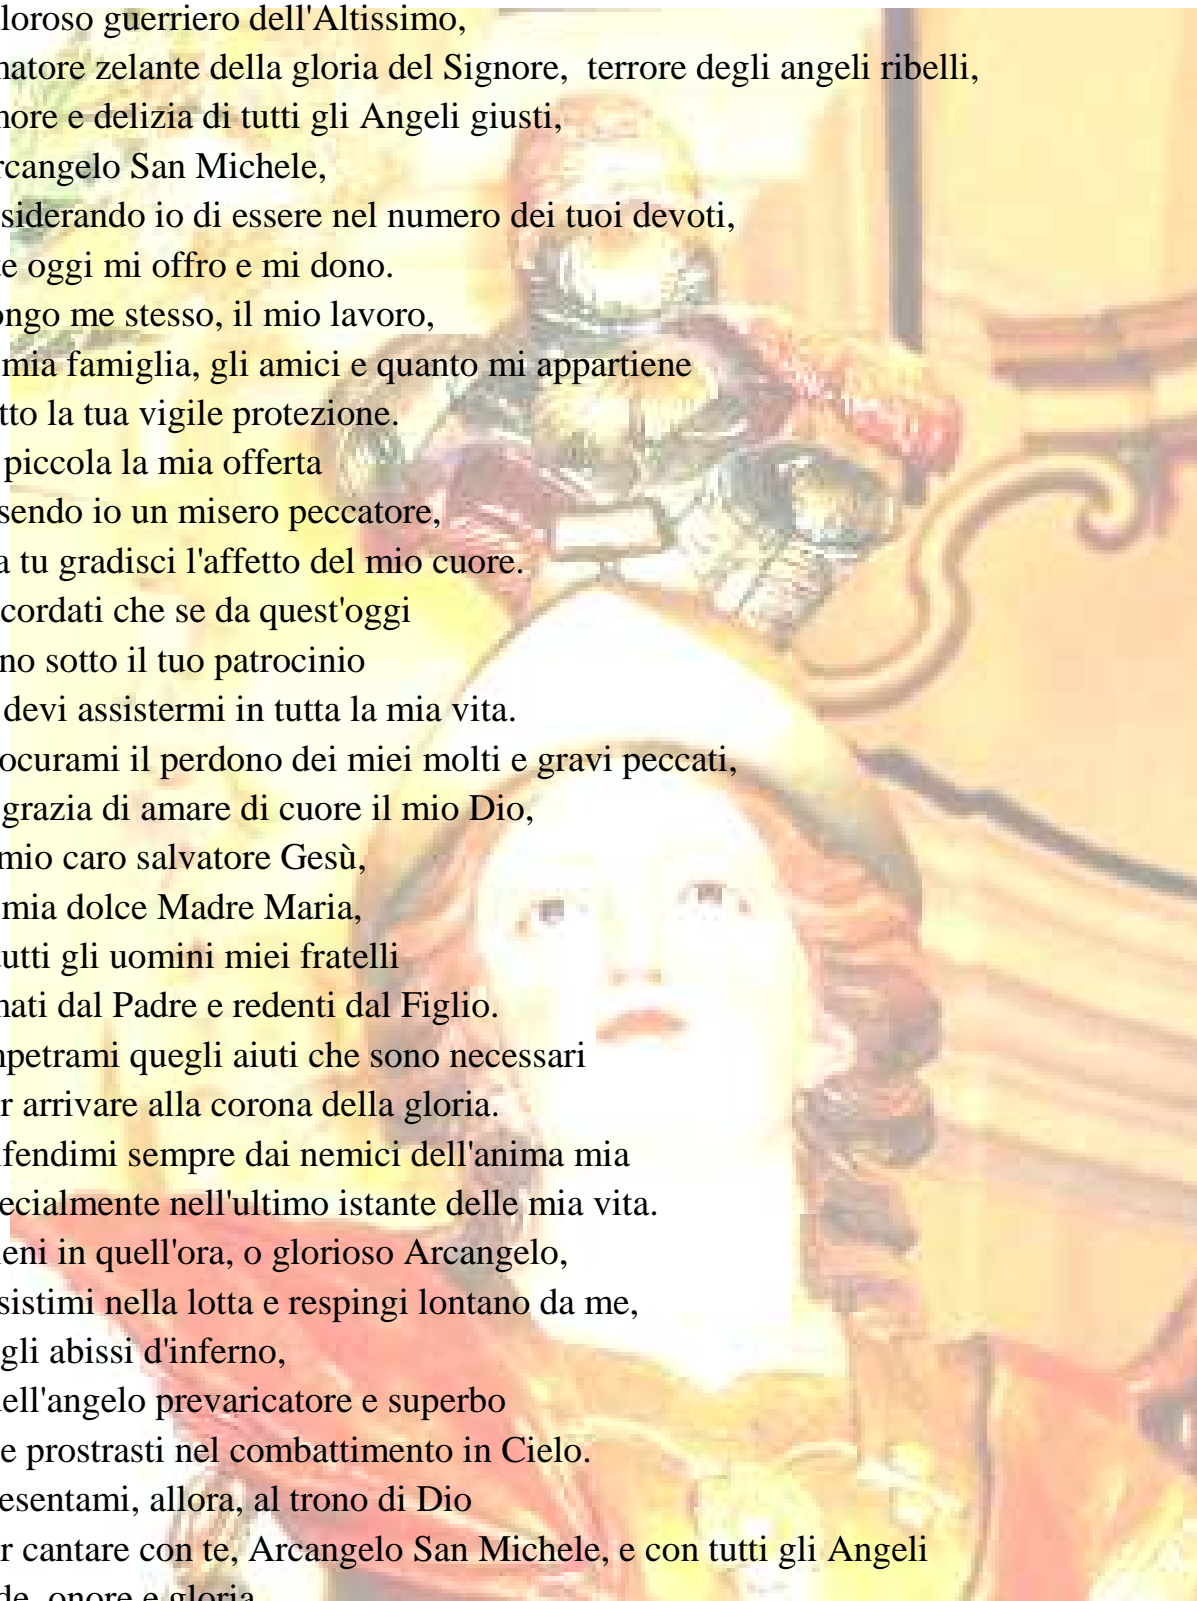 loroso guerriero dell'Altissimo,
natore zelante della gloria del Signore,  terrore degli angeli ribelli,
nore e delizia di tutti gli Angeli giusti,
rcangelo San Michele,
siderando io di essere nel numero dei tuoi devoti,
te oggi mi offro e mi dono.
ongo me stesso, il mio lavoro,
mia famiglia, gli amici e quanto mi appartiene
tto la tua vigile protezione.
piccola la mia offerta
sendo io un misero peccatore,
a tu gradisci l'affetto del mio cuore.
cordati che se da quest'oggi
no sotto il tuo patrocinio
devi assistermi in tutta la mia vita.
ocurami il perdono dei miei molti e gravi peccati,
grazia di amare di cuore il mio Dio,
mio caro salvatore Gesù,
mia dolce Madre Maria,
tutti gli uomini miei fratelli
nati dal Padre e redenti dal Figlio.
npetrami quegli aiuti che sono necessari
r arrivare alla corona della gloria.
ifendimi sempre dai nemici dell'anima mia
pecialmente nell'ultimo istante delle mia vita.
ieni in quell'ora, o glorioso Arcangelo,
sistimi nella lotta e respingi lontano da me,
gli abissi d'inferno,
ell'angelo prevaricatore e superbo
e prostrasti nel combattimento in Cielo.
esentami, allora, al trono di Dio
r cantare con te, Arcangelo San Michele, e con tutti gli Angeli
de, onore e gloria